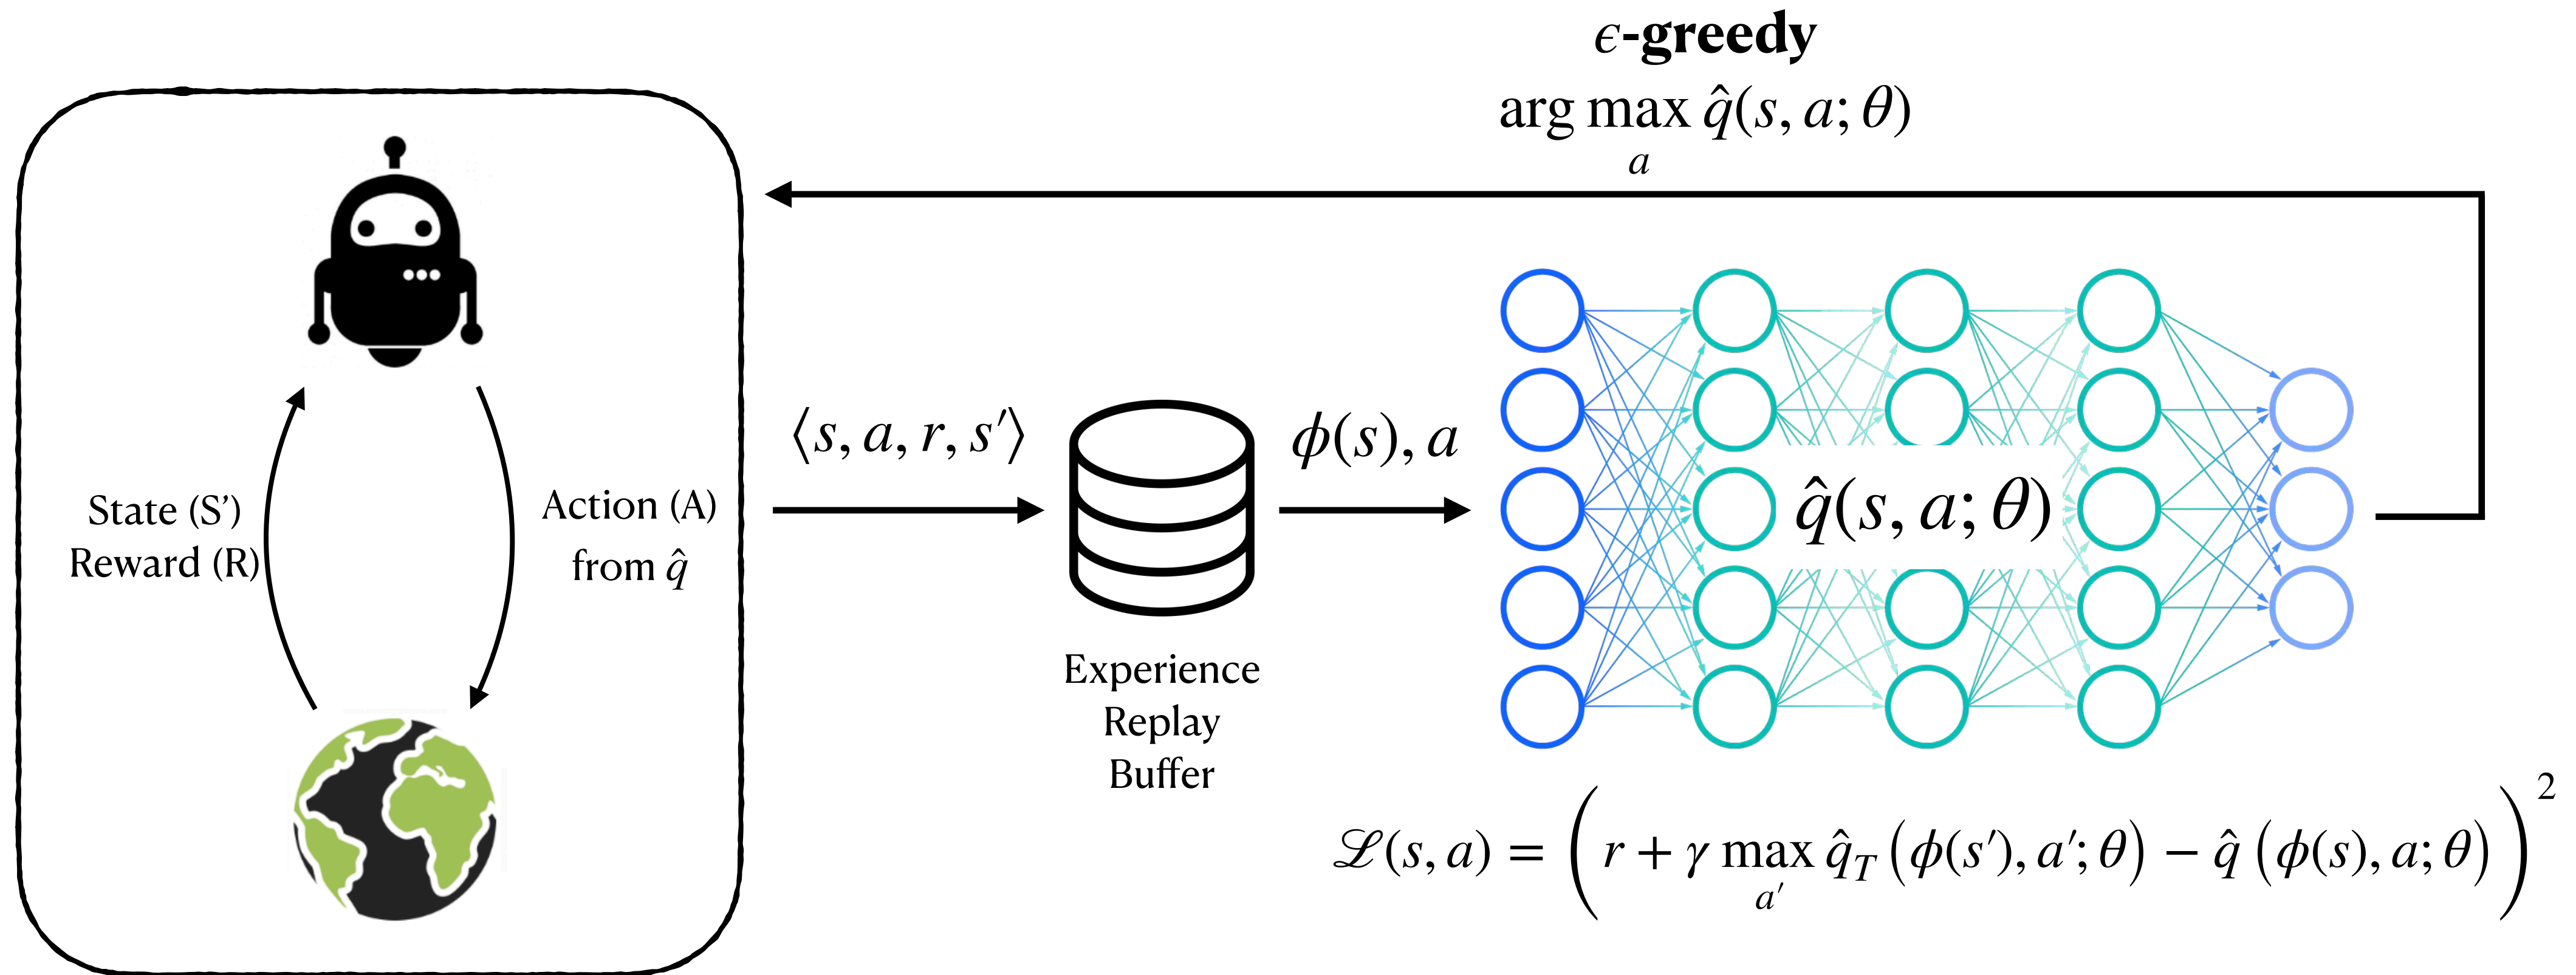 ϵ-greedy
arg max q̂(s, a; θ)
a
State (S’)
Reward (R)
Action (A)
from q̂
⟨s, a, r, s′⟩
Experience
Replay
Buffer
ϕ(s), a
q̂(s, a; θ)
ℒ(s, a) = (r + γ max q̂_T (ϕ(s′), a′; θ) − q̂ (ϕ(s), a; θ))²
a′